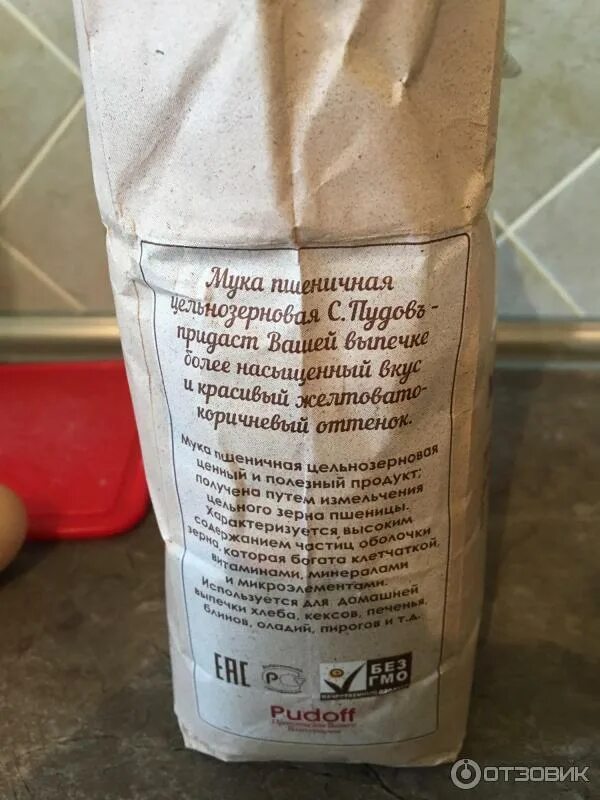 Мука пшеничная
цельнозерновая С.Пудовъ -
придаст Вашей выпечке
более насыщенный вкус
и красивый желтовато-
коричневый оттенок.
Мука пшеничная цельнозерновая
ценный и полезный продукт;
получена путем измельчения
цельного зерна пшеницы.
Характеризуется высоким
содержанием частиц оболочки
зерна, которая богата клетчаткой,
витаминами, минералами
и микроэлементами.
Используется для домашней
выпечки хлеба, кексов, печенья,
блинов, оладий, пирогов и т.д.
ЕАС
Р
БЕЗ
ГМО
Pudoff
ОТЗОВИК